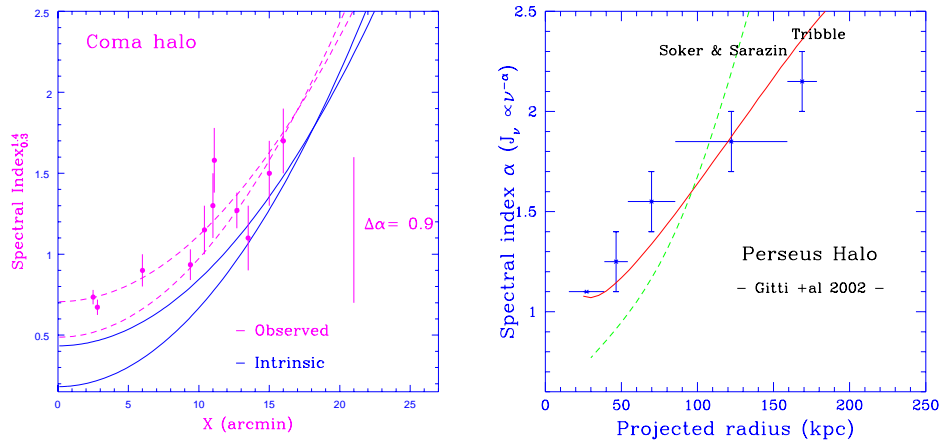 2.5
2
1.5
1
0.5
0
5
10
15
20
25
Spectral Index 1.4 0.3
X (arcmin)
Coma halo
Δα= 0.9
− Observed
− Intrinsic
2.5
2
1.5
1
0
50
100
150
200
250
Spectral index α (Jν ∝ν−α)
Projected radius (kpc)
Tribble
Soker & Sarazin
Perseus Halo
− Gitti +al 2002 −